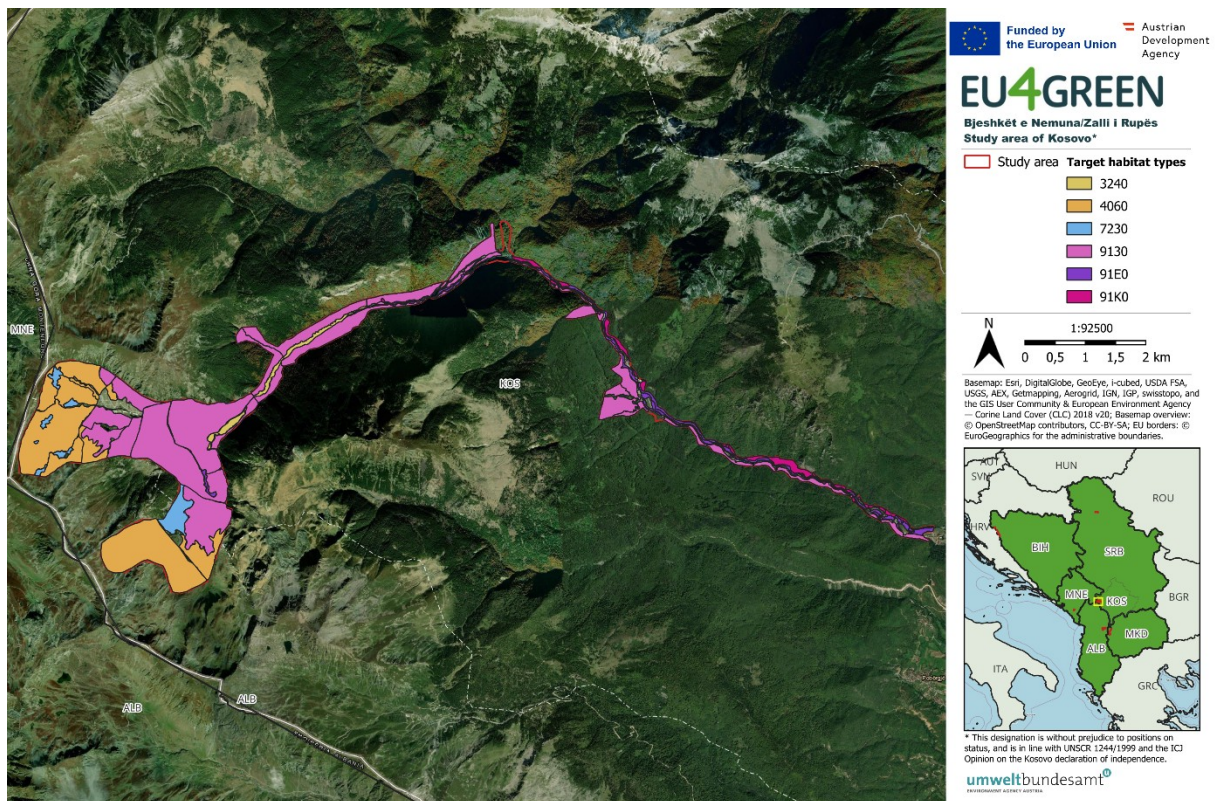 MNE
KOS
ALB
ALB
Funded by
the European Union
Austrian
Development
Agency
EU4GREEN
Bjeshkët e Nemuna/Zalli i Rupës
Study area of Kosovo*
Study area
Target habitat types
3240
4060
7230
9130
91E0
91K0
N
1:92500
0 0,5 1 1,5 2 km
Basemap: Esri, DigitalGlobe, GeoEye, i-cubed, USDA FSA,
USGS, AEX, Getmapping, Aerogrid, IGN, IGP, swisstopo, and
the GIS User Community & European Environment Agency
— Corine Land Cover (CLC) 2018 v20; Basemap overview:
© OpenStreetMap contributors, CC-BY-SA; EU borders: ©
EuroGeographics for the administrative boundaries.
AUT
HUN
SVN
ROU
HRV
BIH
SRB
MNE
KOS
BGR
ALB
MKD
ITA
GRC
* This designation is without prejudice to positions on
status, and is in line with UNSCR 1244/1999 and the ICJ
Opinion on the Kosovo declaration of independence.
umweltbundesamt
ENVIRONMENT AGENCY AUSTRIA